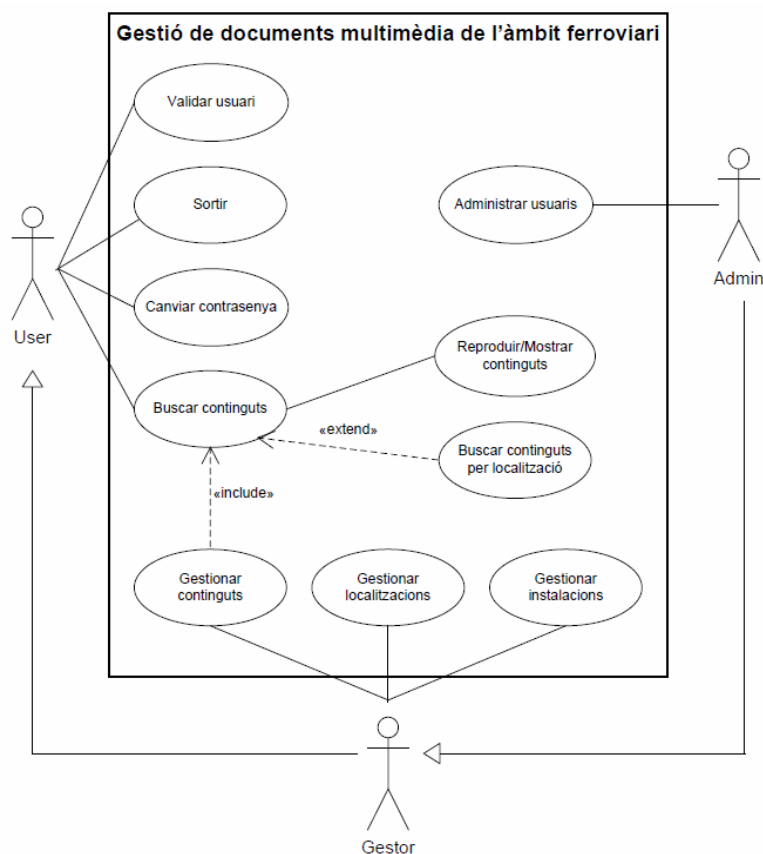 Gestió de documents multimèdia de l'àmbit ferroviari
Validar usuari
Sortir
Administrar usuaris
Admin
User
Canviar contrasenya
Reproduir/Mostrar
continguts
Buscar continguts
«extend»
Buscar continguts
per localització
«include»
Gestionar
continguts
Gestionar
localitzacions
Gestionar
instalacions
Gestor